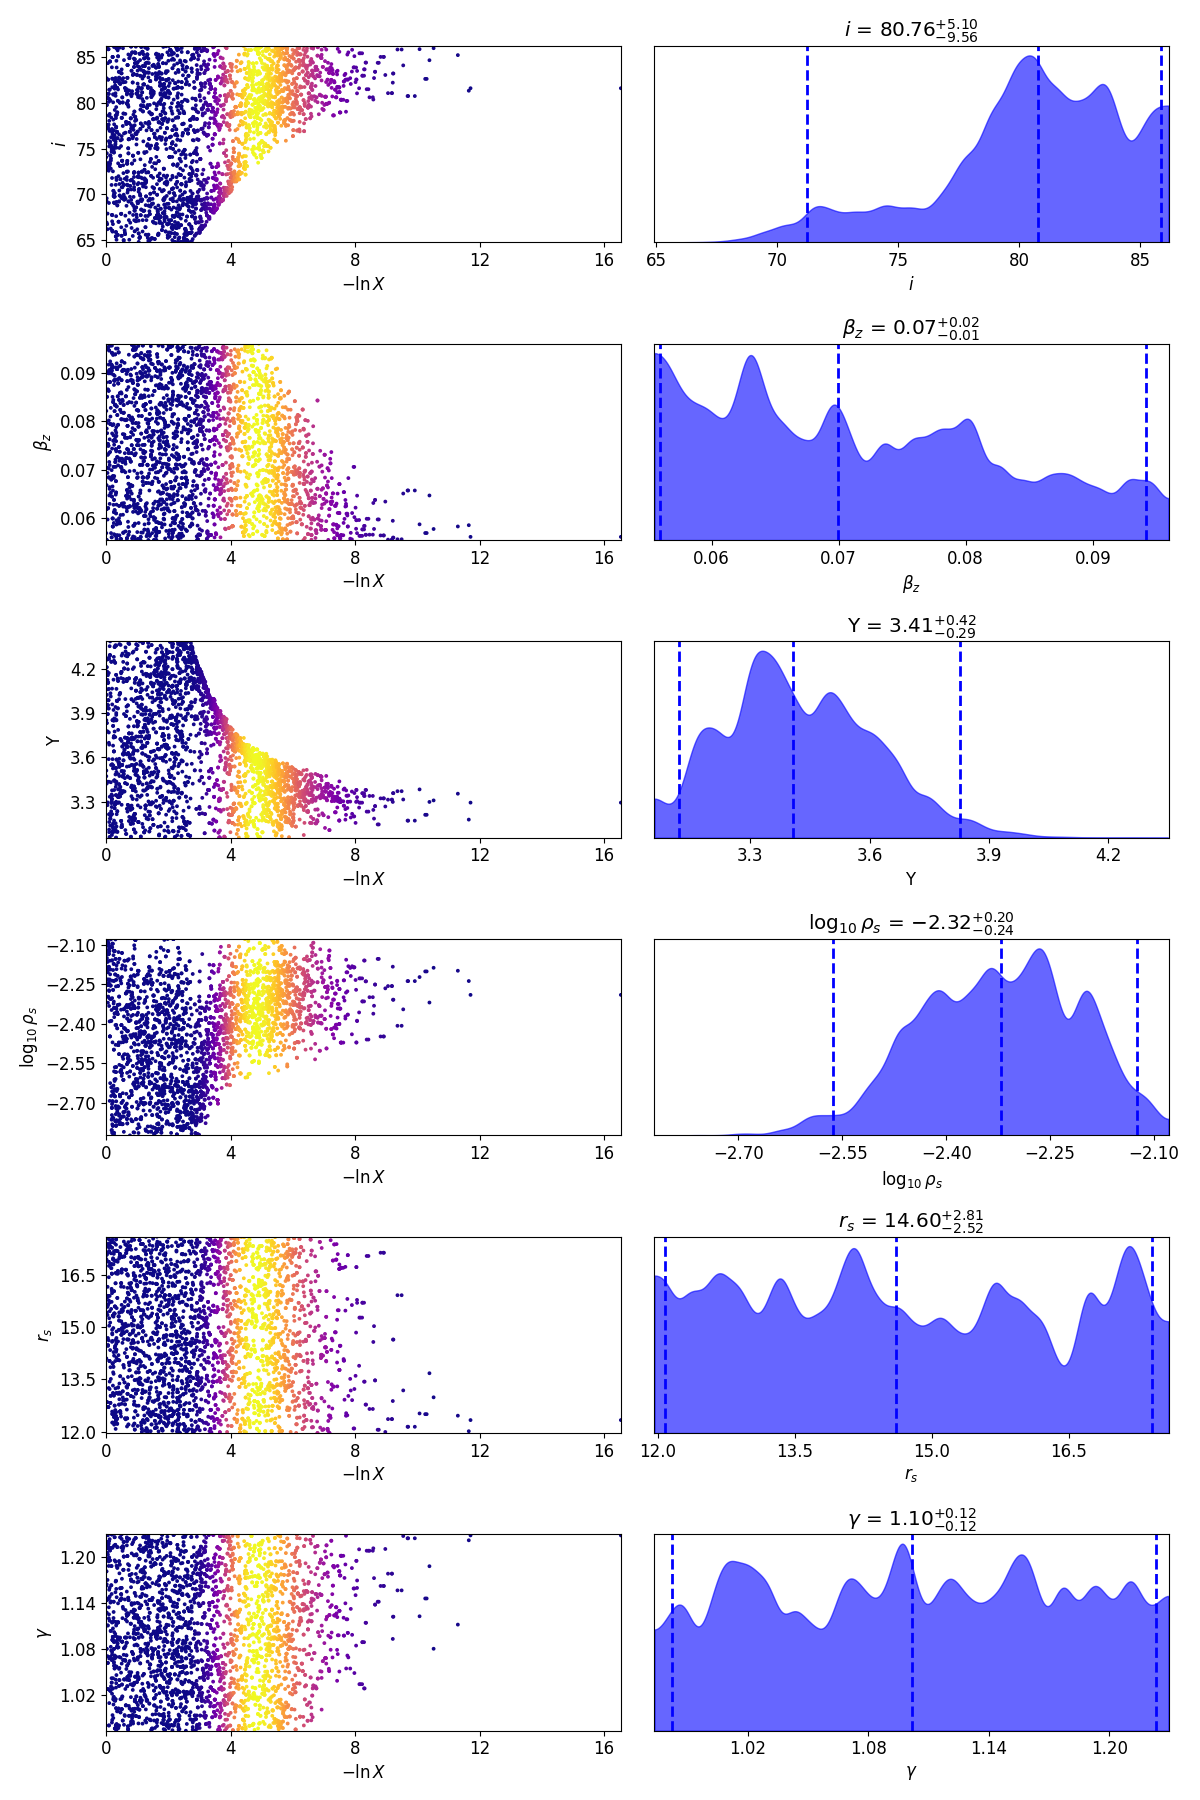 i = 80.76 +5.10 −9.56
85
80
75
70
65
i
0 4 8 12 16
65 70 75 80 85
−ln X
i
β_z = 0.07 +0.02 −0.01
0.09
0.08
0.07
0.06
β_z
0 4 8 12 16
0.06 0.07 0.08 0.09
−ln X
β_z
Y = 3.41 +0.42 −0.29
4.2
3.9
3.6
3.3
Y
0 4 8 12 16
3.3 3.6 3.9 4.2
−ln X
Y
log₁₀ ρ_s = −2.32 +0.20 −0.24
−2.10
−2.25
−2.40
−2.55
−2.70
log₁₀ ρ_s
0 4 8 12 16
−2.70 −2.55 −2.40 −2.25 −2.10
−ln X
log₁₀ ρ_s
r_s = 14.60 +2.81 −2.52
16.5
15.0
13.5
12.0
r_s
0 4 8 12 16
12.0 13.5 15.0 16.5
−ln X
r_s
γ = 1.10 +0.12 −0.12
1.20
1.14
1.08
1.02
γ
0 4 8 12 16
1.02 1.08 1.14 1.20
−ln X
γ